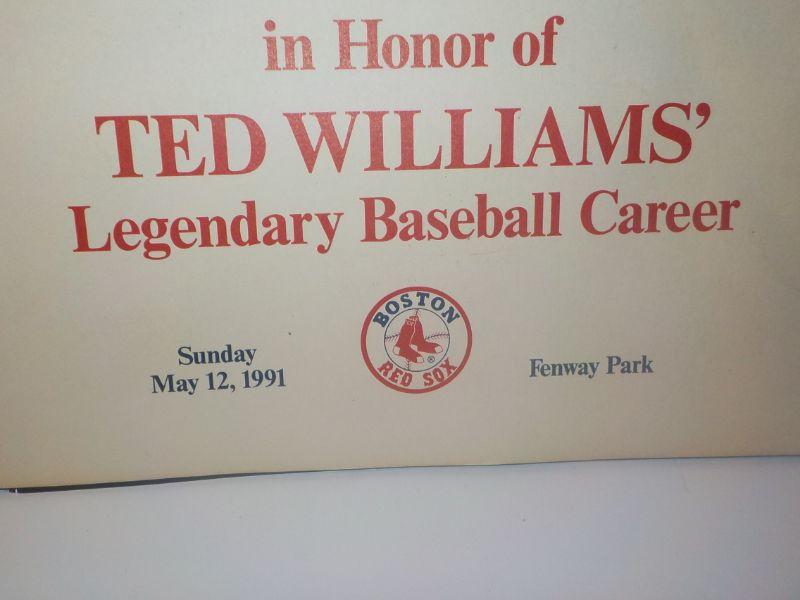 in Honor of
TED WILLIAMS'
Legendary Baseball Career
BOSTON
RED SOX
®
Sunday
May 12, 1991
Fenway Park